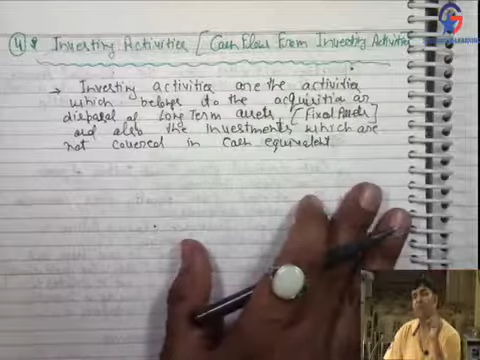 4) Investing Activities [Cash Flow From Investing Activities
→ Investing activities are the activities
which belongs to the acquisition or
disposal of Long Term assets, [Fixed Assets]
and also the investments which are
not covered in cash equivalent